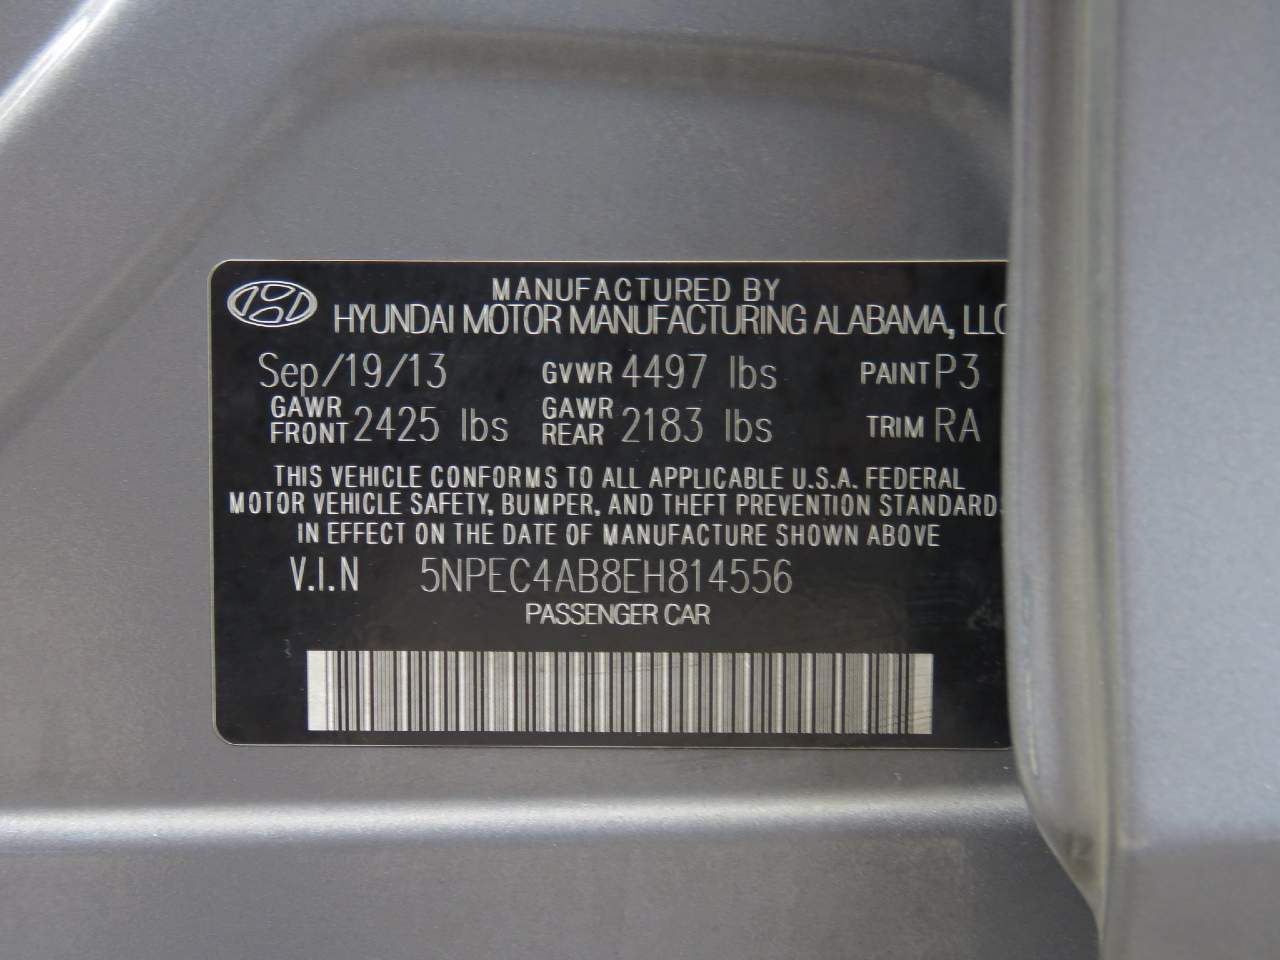 MANUFACTURED BY
HYUNDAI MOTOR MANUFACTURING ALABAMA, LLC
Sep/19/13 GVWR 4497 lbs PAINT P3
GAWR FRONT 2425 lbs GAWR REAR 2183 lbs TRIM RA
THIS VEHICLE CONFORMS TO ALL APPLICABLE U.S.A. FEDERAL
MOTOR VEHICLE SAFETY, BUMPER, AND THEFT PREVENTION STANDARDS
IN EFFECT ON THE DATE OF MANUFACTURE SHOWN ABOVE
V.I.N 5NPEC4AB8EH814556
PASSENGER CAR